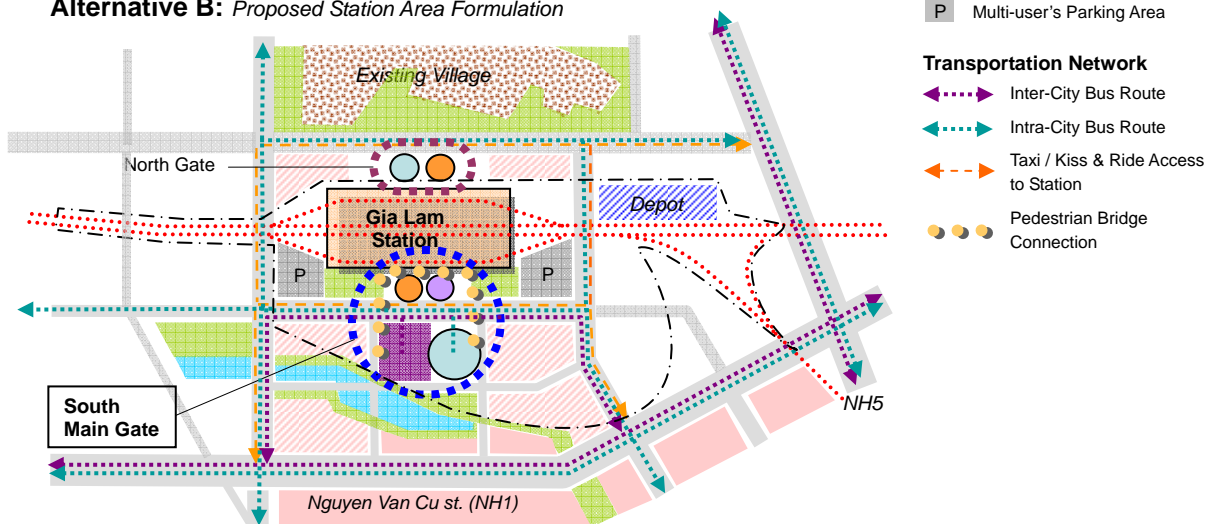 Alternative B: Proposed Station Area Formulation
P Multi-user's Parking Area
Transportation Network
Inter-City Bus Route
Intra-City Bus Route
Taxi / Kiss & Ride Access
to Station
Pedestrian Bridge
Connection
Existing Village
North Gate
Depot
Gia Lam
Station
P
P
South
Main Gate
NH5
Nguyen Van Cu st. (NH1)